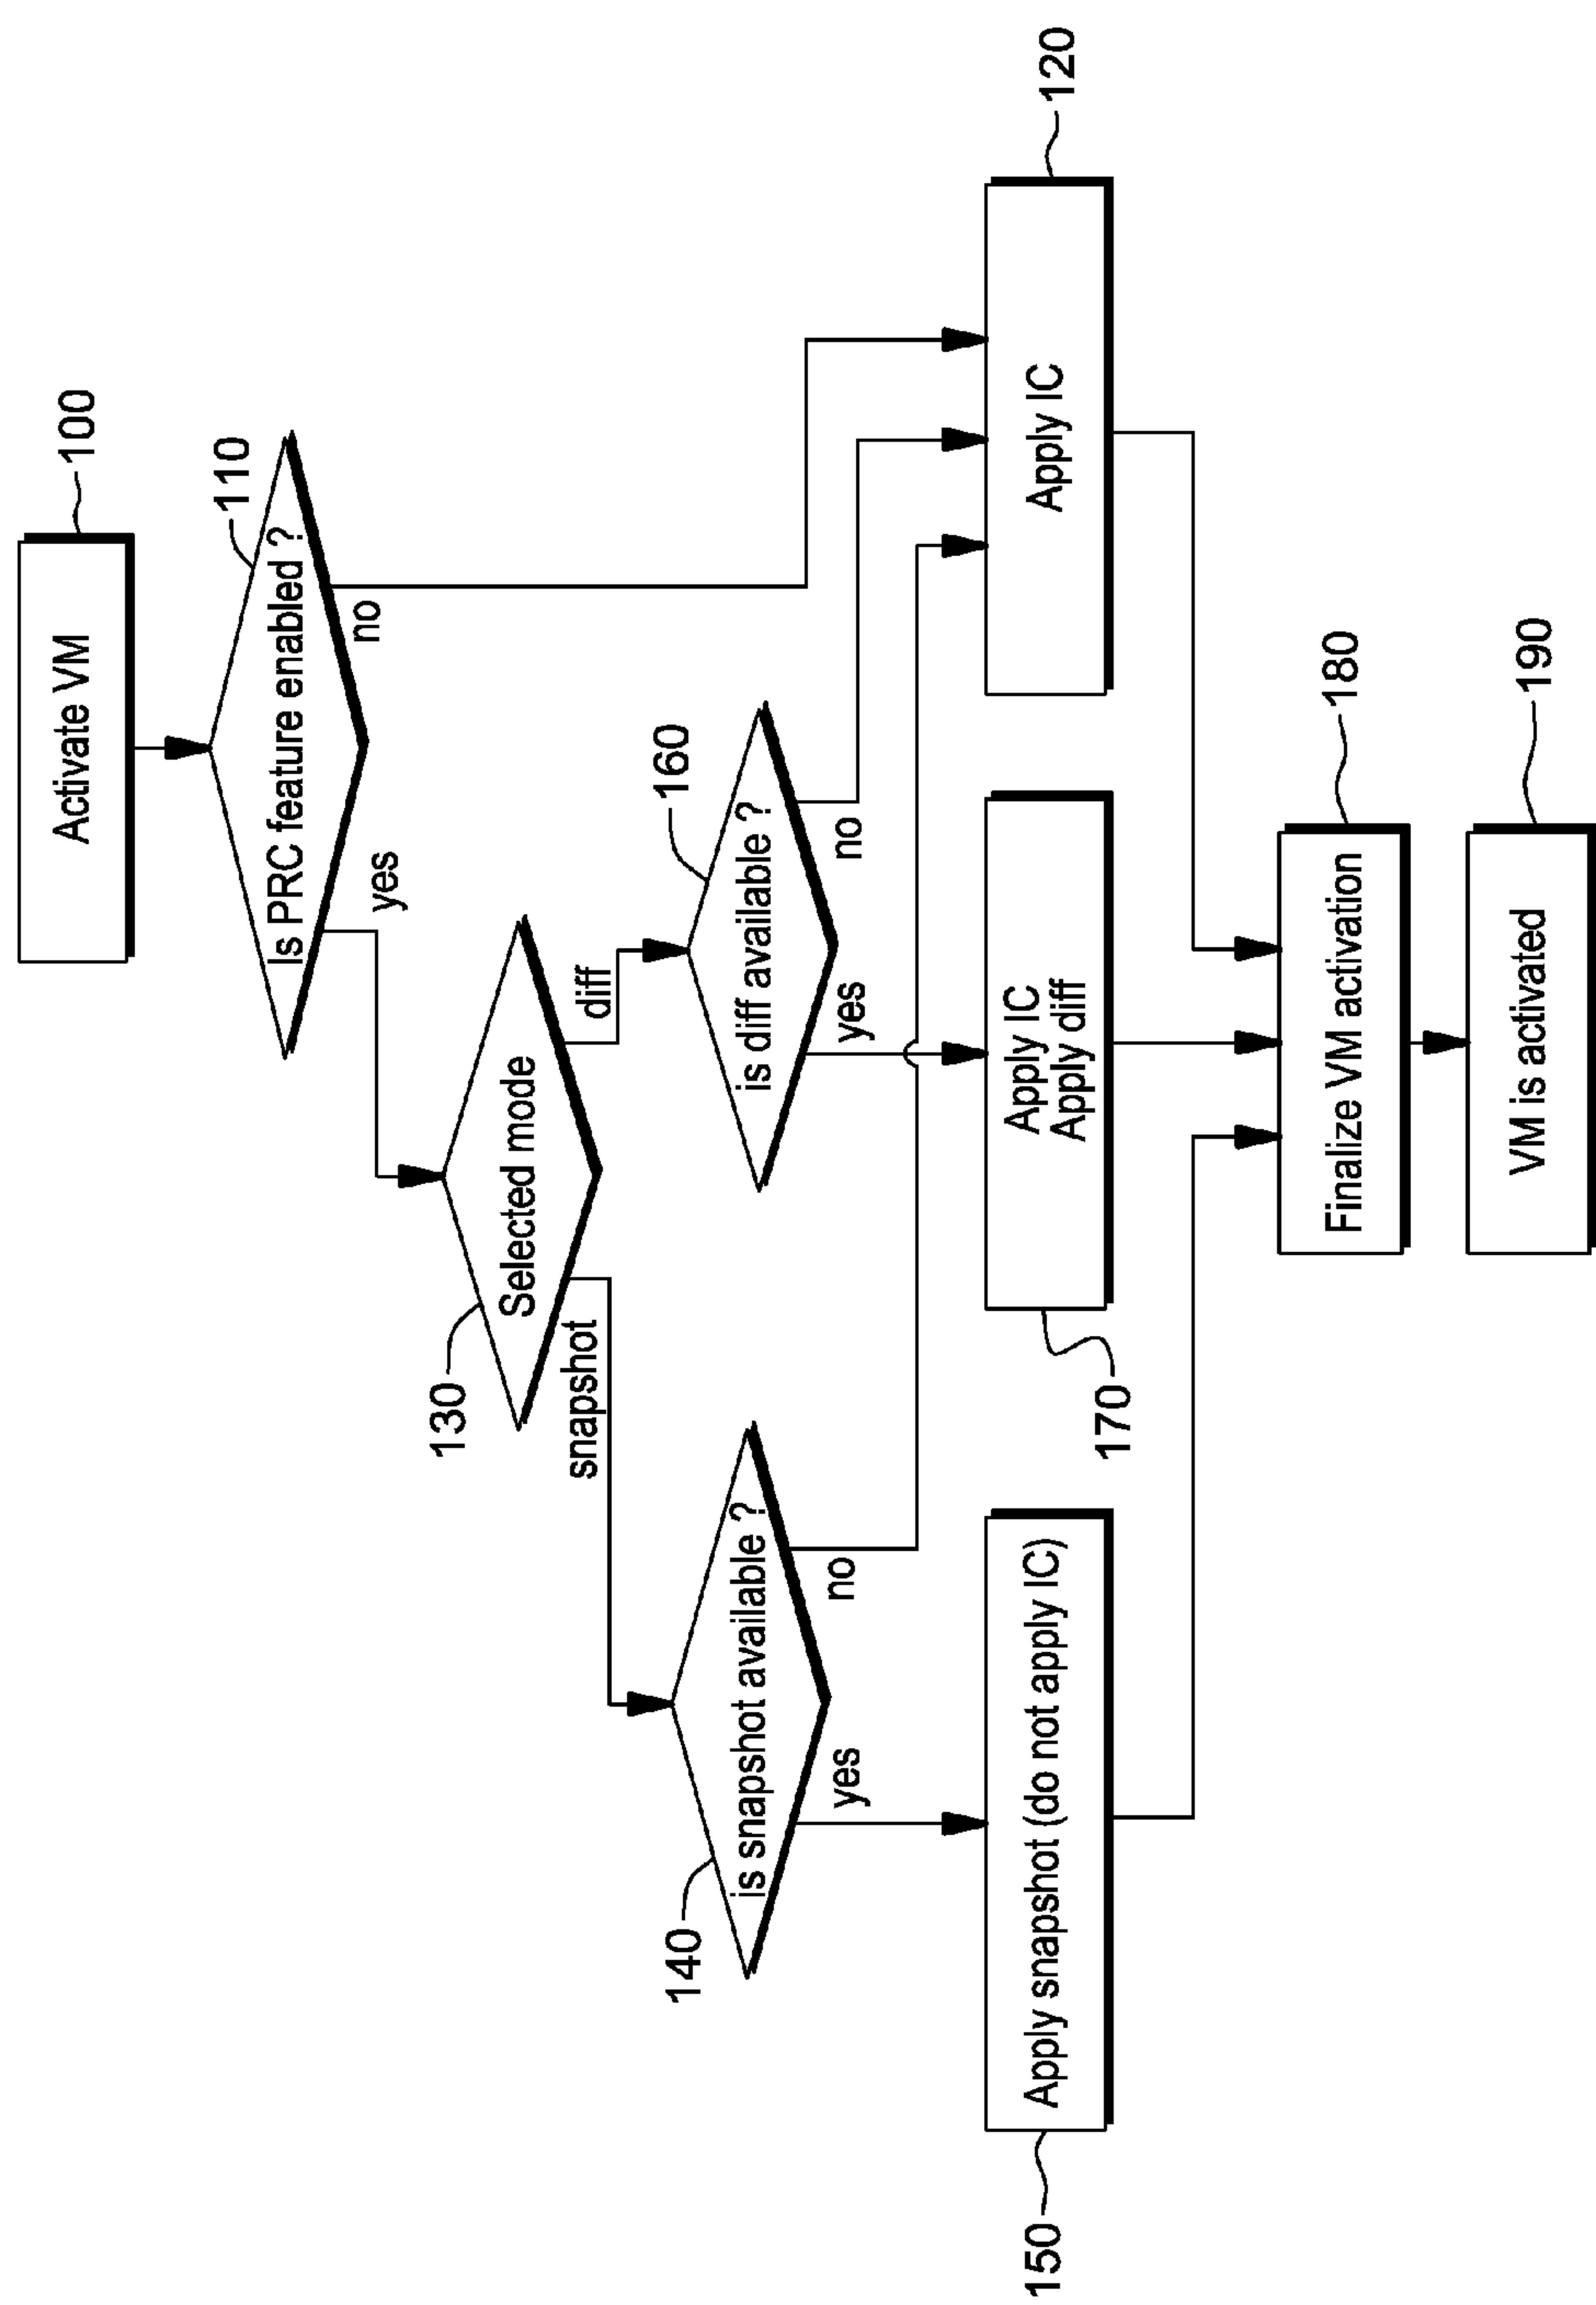 Activate VM
100
Is PRC feature enabled ?
110
yes
no
Selected mode
130
snapshot
diff
is snapshot available ?
140
yes
no
is diff available ?
160
yes
no
Apply snapshot (do not apply IC)
150
Apply IC
Apply diff
170
Apply IC
120
Finalize VM activation
180
VM is activated
190